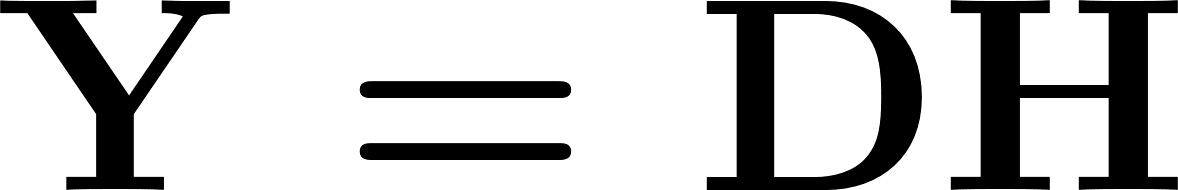 Y = DH